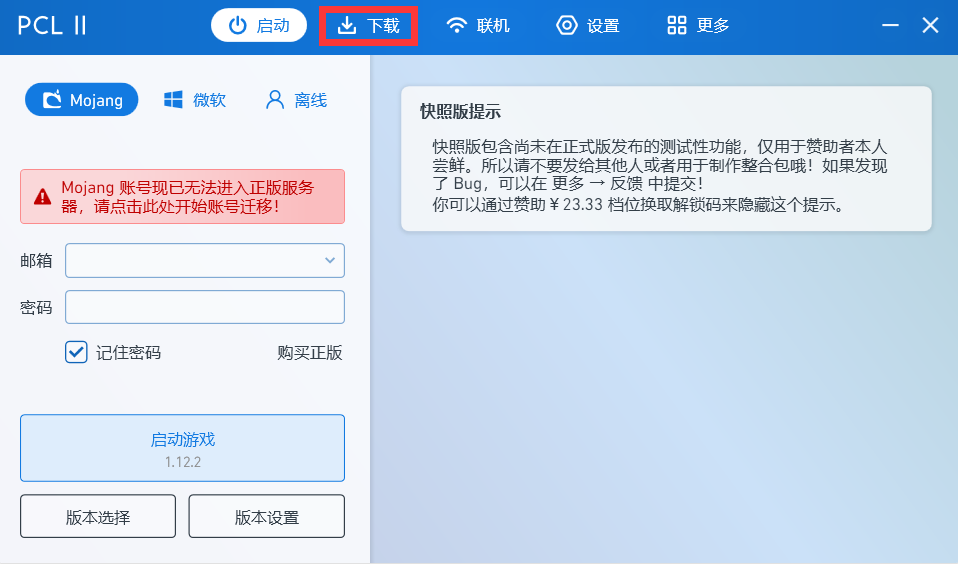 PCL II
启动
下载
联机
设置
更多
Mojang
微软
离线
Mojang 账号现已无法进入正版服务
器，请点击此处开始账号迁移！
邮箱
密码
记住密码
购买正版
启动游戏
1.12.2
版本选择
版本设置
快照版提示
快照版包含尚未在正式版发布的测试性功能，仅用于赞助者本人
尝鲜。所以请不要发给其他人或者用于制作整合包哦！如果发现
了 Bug，可以在 更多 → 反馈 中提交！
你可以通过赞助 ¥ 23.33 档位换取解锁码来隐藏这个提示。